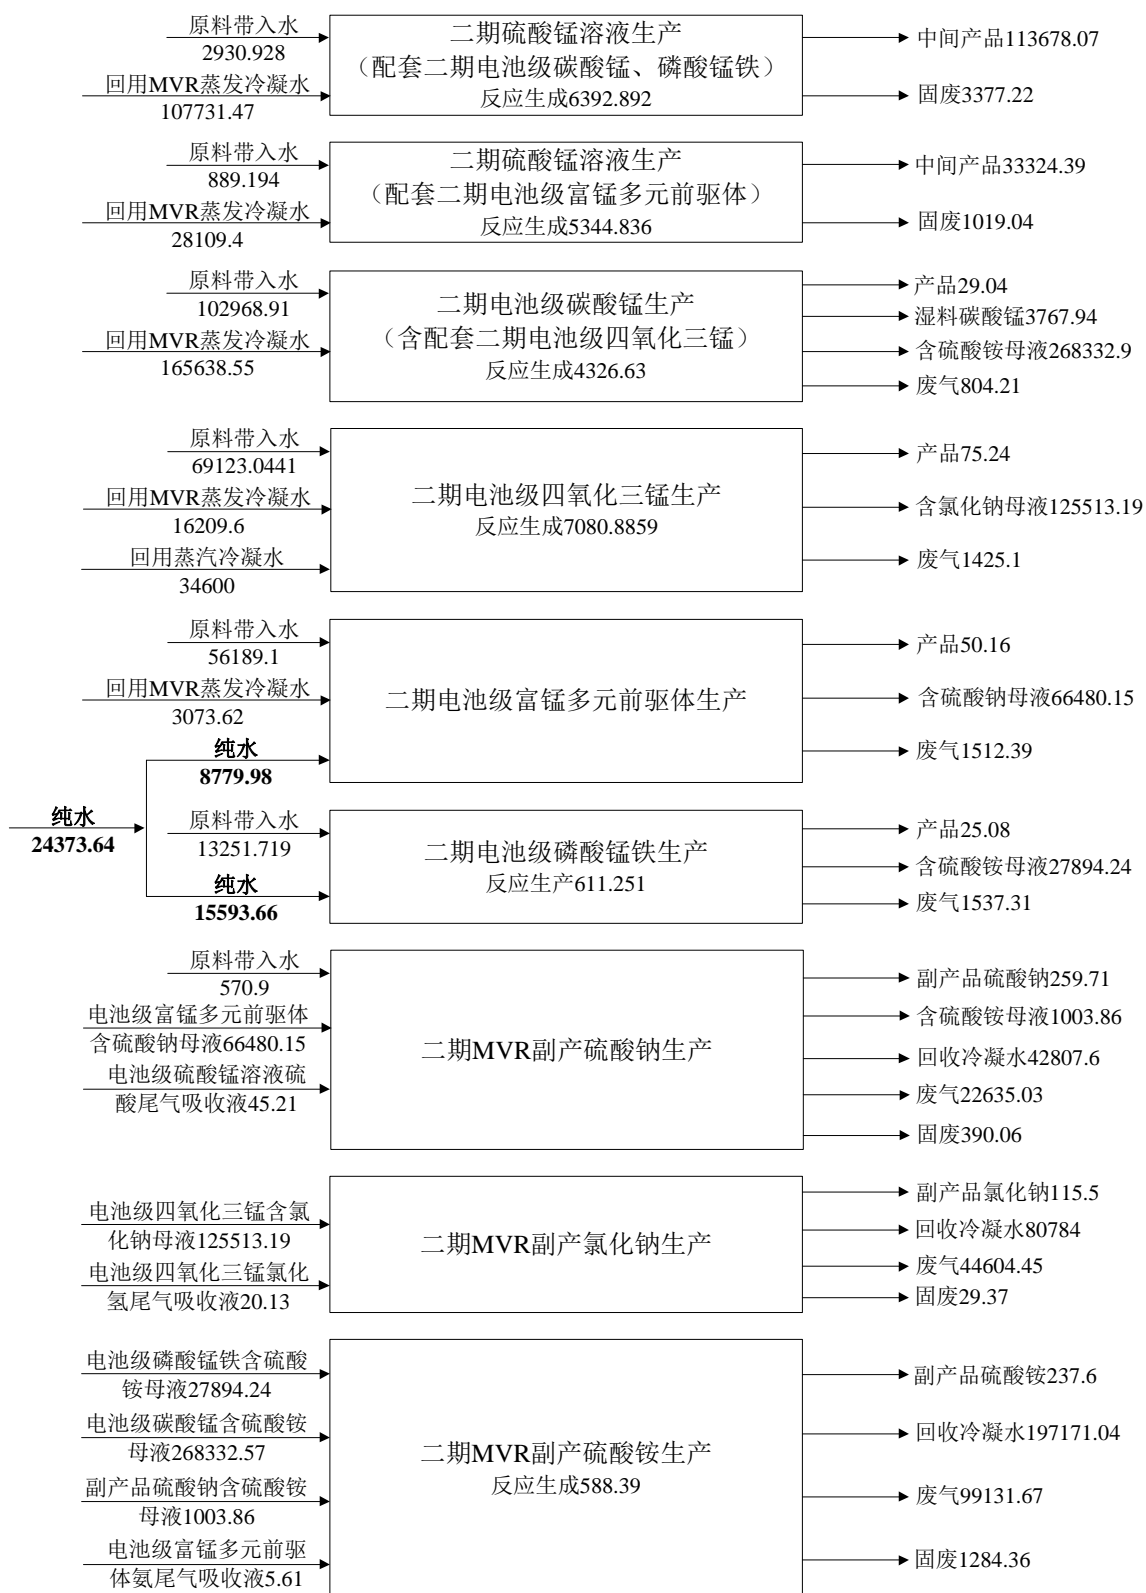 原料带入水
2930.928
回用MVR蒸发冷凝水
107731.47
二期硫酸锰溶液生产
（配套二期电池级碳酸锰、磷酸锰铁）
反应生成6392.892
中间产品113678.07
固废3377.22
原料带入水
889.194
回用MVR蒸发冷凝水
28109.4
二期硫酸锰溶液生产
（配套二期电池级富锰多元前驱体）
反应生成5344.836
中间产品33324.39
固废1019.04
原料带入水
102968.91
回用MVR蒸发冷凝水
165638.55
二期电池级碳酸锰生产
（含配套二期电池级四氧化三锰）
反应生成4326.63
产品29.04
湿料碳酸锰3767.94
含硫酸铵母液268332.9
废气804.21
原料带入水
69123.0441
回用MVR蒸发冷凝水
16209.6
回用蒸汽冷凝水
34600
二期电池级四氧化三锰生产
反应生成7080.8859
产品75.24
含氯化钠母液125513.19
废气1425.1
原料带入水
56189.1
回用MVR蒸发冷凝水
3073.62
纯水
8779.98
二期电池级富锰多元前驱体生产
产品50.16
含硫酸钠母液66480.15
废气1512.39
纯水
24373.64
原料带入水
13251.719
纯水
15593.66
二期电池级磷酸锰铁生产
反应生产611.251
产品25.08
含硫酸铵母液27894.24
废气1537.31
原料带入水
570.9
电池级富锰多元前驱体
含硫酸钠母液66480.15
电池级硫酸锰溶液硫
酸尾气吸收液45.21
二期MVR副产硫酸钠生产
副产品硫酸钠259.71
含硫酸铵母液1003.86
回收冷凝水42807.6
废气22635.03
固废390.06
电池级四氧化三锰含氯
化钠母液125513.19
电池级四氧化三锰氯化
氢尾气吸收液20.13
二期MVR副产氯化钠生产
副产品氯化钠115.5
回收冷凝水80784
废气44604.45
固废29.37
电池级磷酸锰铁含硫酸
铵母液27894.24
电池级碳酸锰含硫酸铵
母液268332.57
副产品硫酸钠含硫酸铵
母液1003.86
电池级富锰多元前驱
体氨尾气吸收液5.61
二期MVR副产硫酸铵生产
反应生成588.39
副产品硫酸铵237.6
回收冷凝水197171.04
废气99131.67
固废1284.36